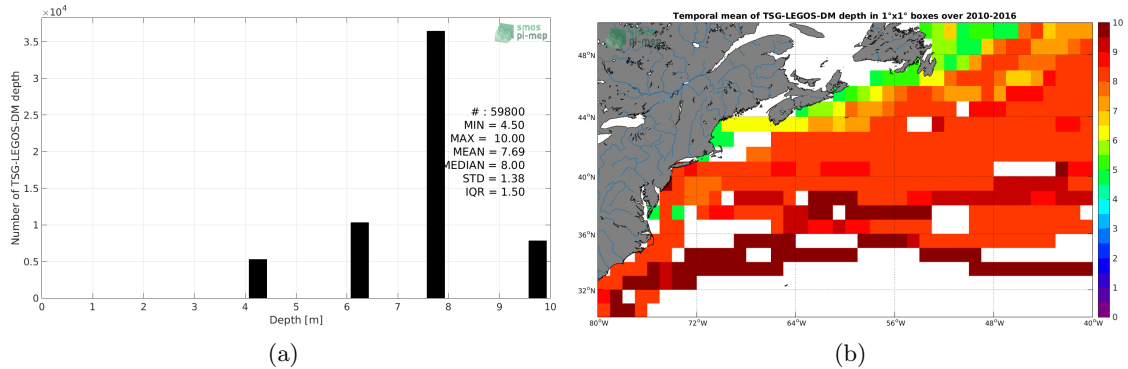 ×10⁴
3.5
3
2.5
2
1.5
1
0.5
0
Number of TSG-LEGOS-DM depth
smos
pi-mep
# : 59800
MIN = 4.50
MAX = 10.00
MEAN = 7.69
MEDIAN = 8.00
STD = 1.38
IQR = 1.50
0 1 2 3 4 5 6 7 8 9 10
Depth [m]
(a)
Temporal mean of TSG-LEGOS-DM depth in 1°x1° boxes over 2010-2016
smos
pi-mep
48°N
44°N
40°N
36°N
32°N
80°W 72°W 64°W 56°W 48°W 40°W
10
9
8
7
6
5
4
3
2
1
0
(b)